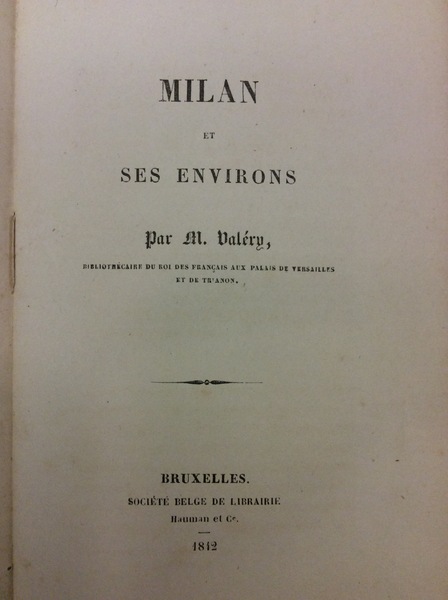 MILAN
ET
SES ENVIRONS
Par M. Valéry,
BIBLIOTHÉCAIRE DU ROI DES FRANÇAIS AUX PALAIS DE VERSAILLES
ET DE TRIANON,
BRUXELLES.
SOCIÉTÉ BELGE DE LIBRAIRIE
Hauman et Cᵉ.
1842